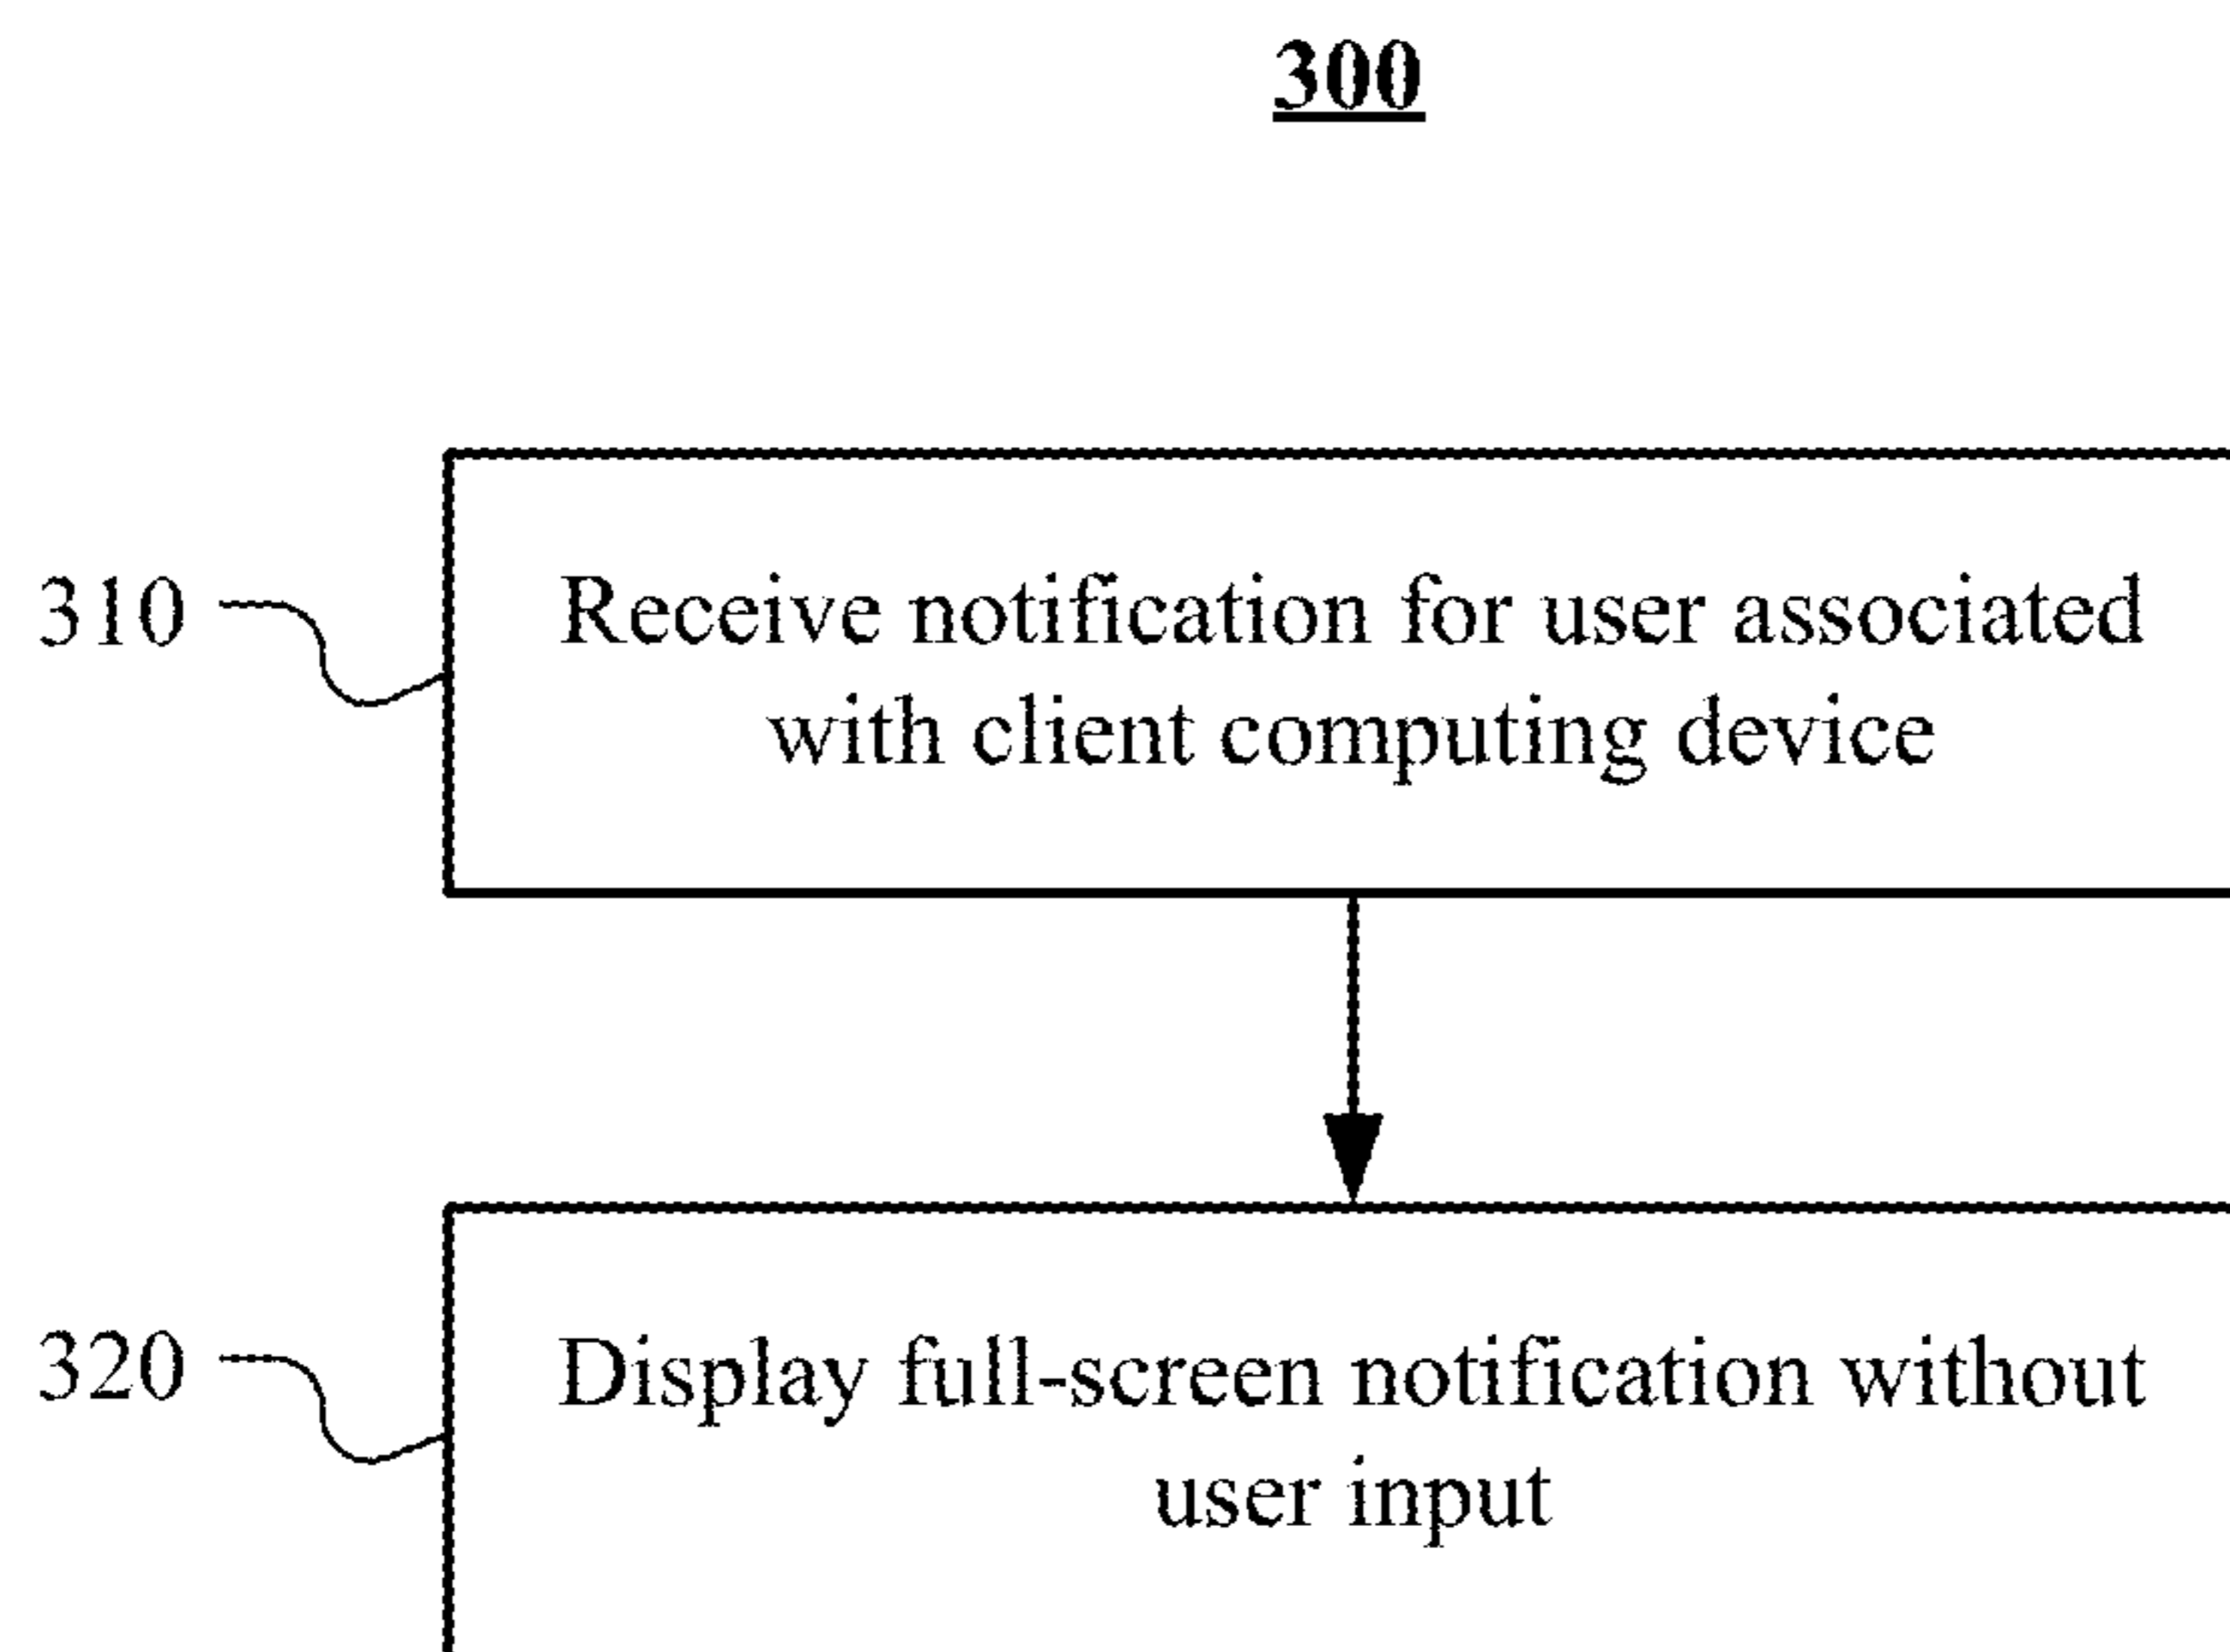 300
310
Receive notification for user associated
with client computing device
320
Display full-screen notification without
user input